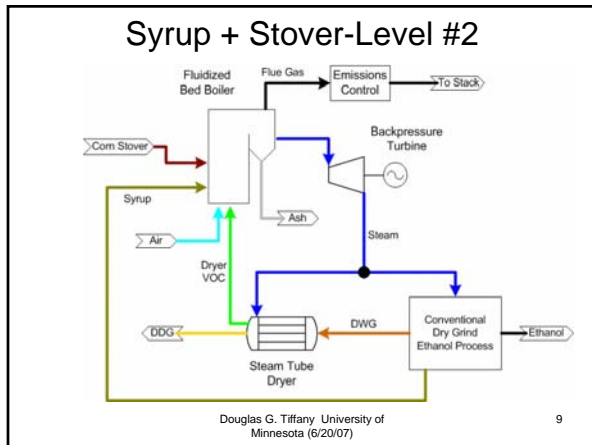 Syrup + Stover-Level #2
Fluidized
Bed Boiler
Flue Gas
Emissions
Control
To Stack
Corn Stover
Backpressure
Turbine
Syrup
Ash
Air
Steam
Dryer
VOC
DDG
DWG
Conventional
Dry Grind
Ethanol Process
Ethanol
Steam Tube
Dryer
Douglas G. Tiffany University of
Minnesota (6/20/07)
9